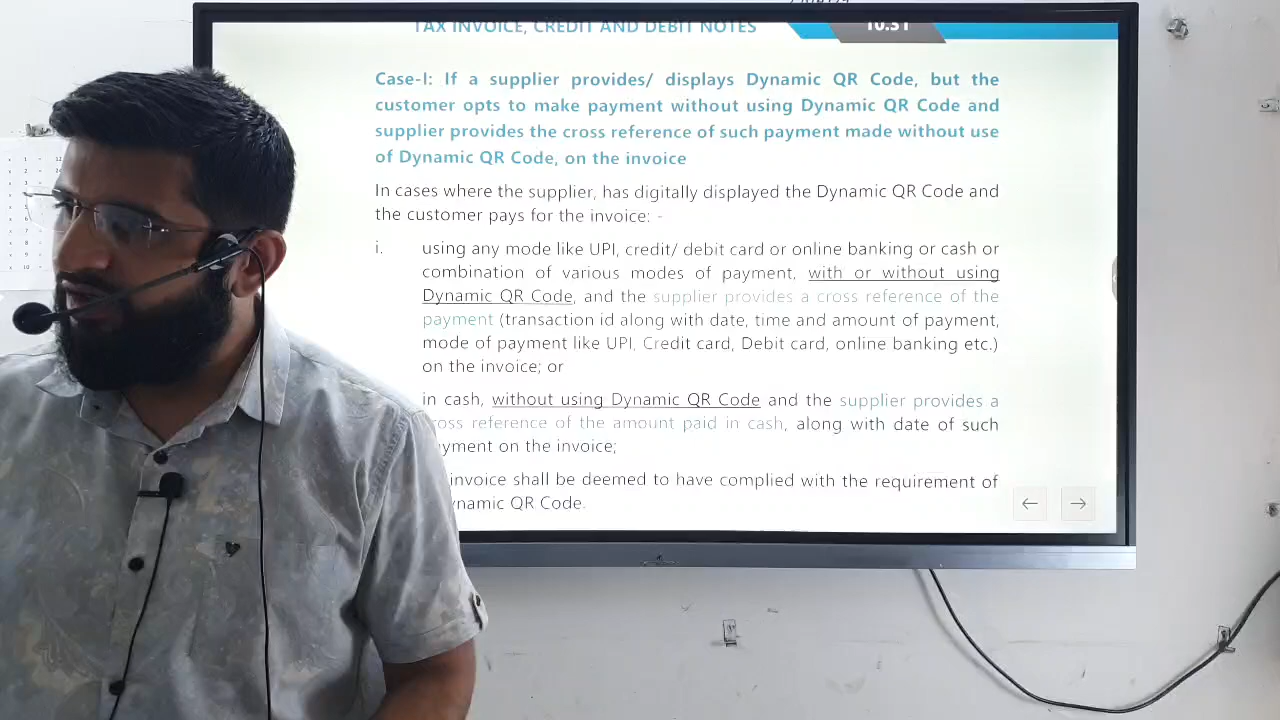 TAX INVOICE, CREDIT AND DEBIT NOTES 10.31
Case-I: If a supplier provides/ displays Dynamic QR Code, but the
customer opts to make payment without using Dynamic QR Code and
supplier provides the cross reference of such payment made without use
of Dynamic QR Code, on the invoice
In cases where the supplier, has digitally displayed the Dynamic QR Code and
the customer pays for the invoice: -
i. using any mode like UPI, credit/ debit card or online banking or cash or
combination of various modes of payment, with or without using
Dynamic QR Code, and the supplier provides a cross reference of the
payment (transaction id along with date, time and amount of payment,
mode of payment like UPI, Credit card, Debit card, online banking etc.)
on the invoice; or
in cash, without using Dynamic QR Code and the supplier provides a
ross reference of the amount paid in cash, along with date of such
yment on the invoice;
invoice shall be deemed to have complied with the requirement of
ynamic QR Code.